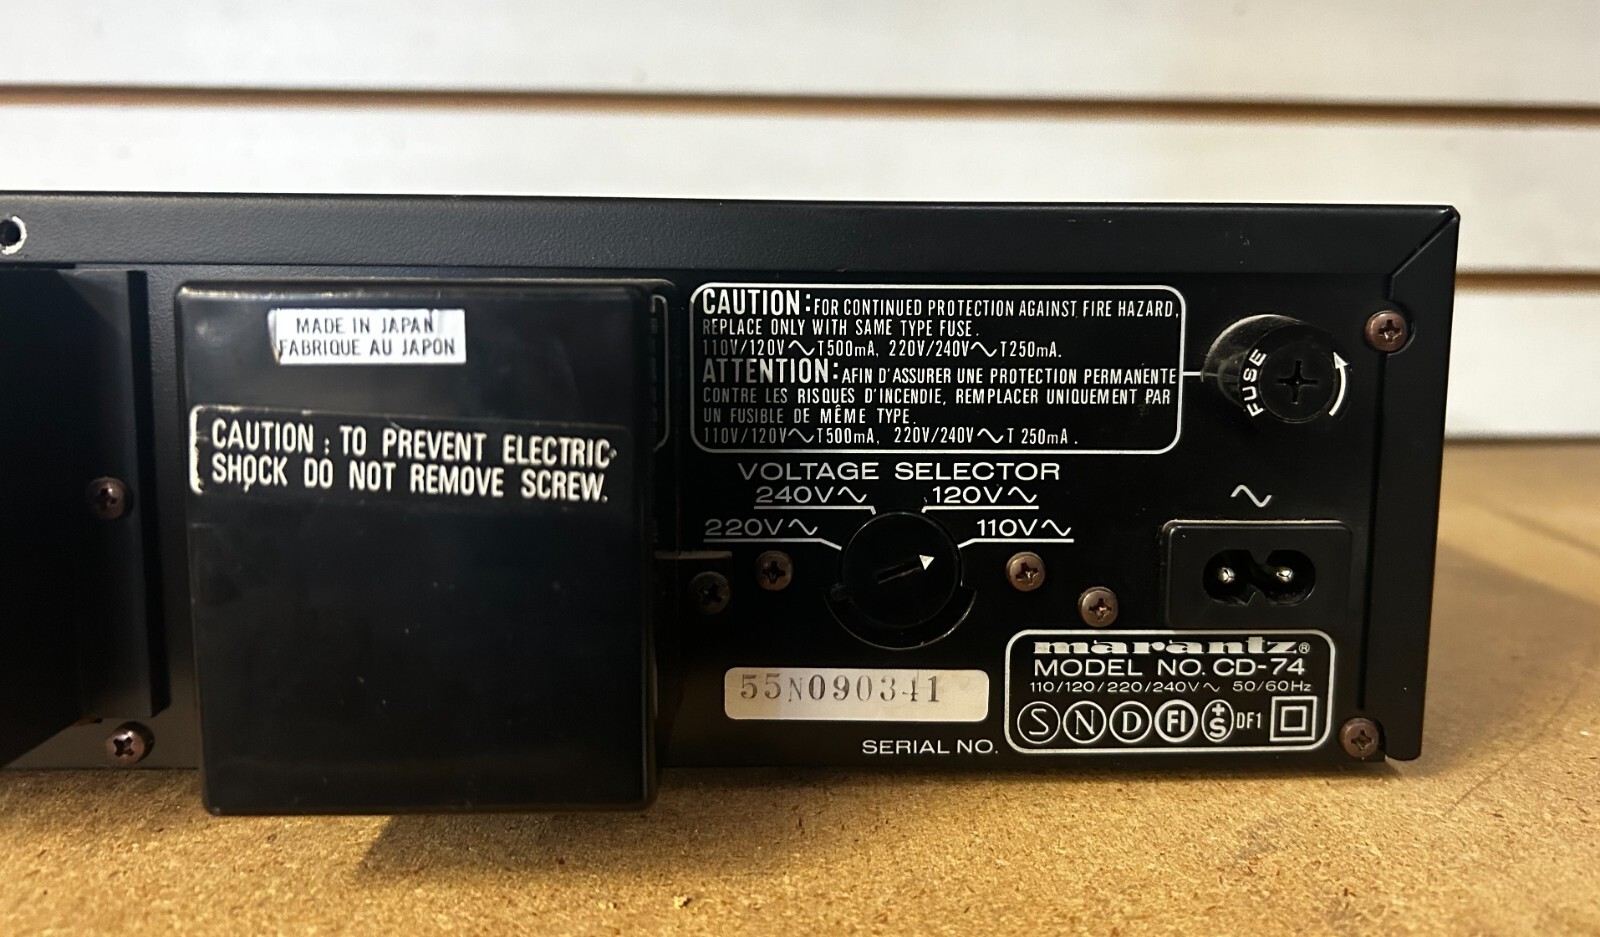 MADE IN JAPAN
FABRIQUE AU JAPON
CAUTION : TO PREVENT ELECTRIC
SHOCK DO NOT REMOVE SCREW.
CAUTION: FOR CONTINUED PROTECTION AGAINST FIRE HAZARD,
REPLACE ONLY WITH SAME TYPE FUSE.
110V/120V∿T500mA, 220V/240V∿T250mA.
ATTENTION: AFIN D'ASSURER UNE PROTECTION PERMANENTE
CONTRE LES RISQUES D'INCENDIE, REMPLACER UNIQUEMENT PAR
UN FUSIBLE DE MÊME TYPE.
110V/120V∿T500mA, 220V/240V∿T 250mA.
FUSE
VOLTAGE SELECTOR
240V∿ 120V∿
220V∿ 110V∿
∿
55N090341
SERIAL NO.
marantz®
MODEL NO. CD-74
110/120/220/240V∿ 50/60Hz
S N D FI +S DF1